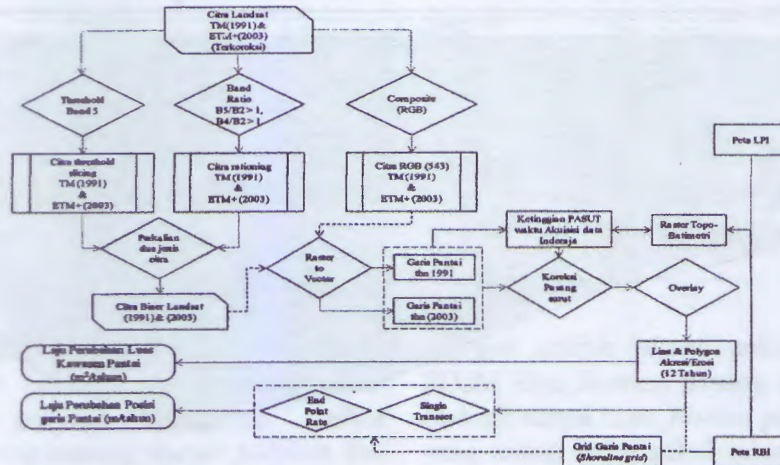 Citra Landsat
TM(1991)&
ETM+(2003)
(Terkoreksi)
Threshold
Band 5
Band
Ratio
B5/B2> 1,
B4/B2> 1
Composite
(RGB)
Peta LPI
Citra threshold
slicing
TM(1991)
&
ETM+(2003)
Citra rationing
TM(1991)
&
ETM+(2003)
Citra RGB (543)
TM(1991)
&
ETM+(2003)
Perkalian
dua jenis
citra
Raster
to
Vector
Garis Pantai
thn 1991
Garis Pantai
thn (2003)
Ketinggian PASUT
waktu Akuisisi data
Inderaja
Raster Topo-
Batimetri
Koreksi
Pasang
surut
Overlay
Citra Biner Landsat
(1991)& (2003)
Laju Perubahan Luas
Kawasan Pantai
(m²/tahun)
Line & Polygon
Akresi/Erosi
(12 Tahun)
Laju Perubahan Posisi
garis Pantai (m/tahun)
End
Point
Rate
Single
Transect
Grid Garis Pantai
(Shoreline grid)
Peta RBI